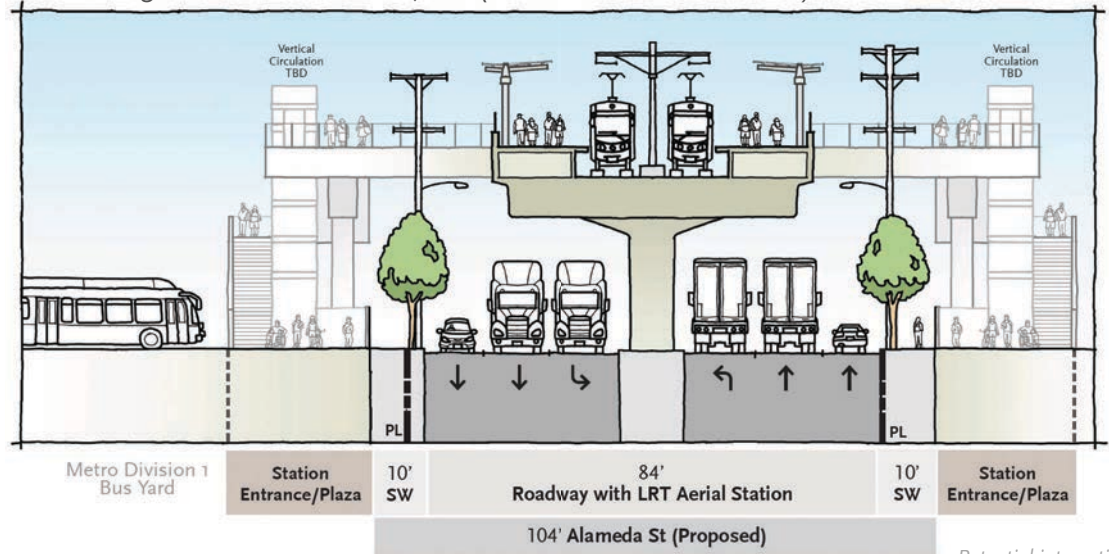 Vertical
Circulation
TBD
Vertical
Circulation
TBD
PL
PL
Metro Division 1
Bus Yard
Station
Entrance/Plaza
10'
SW
84'
Roadway with LRT Aerial Station
10'
SW
Station
Entrance/Plaza
104' Alameda St (Proposed)